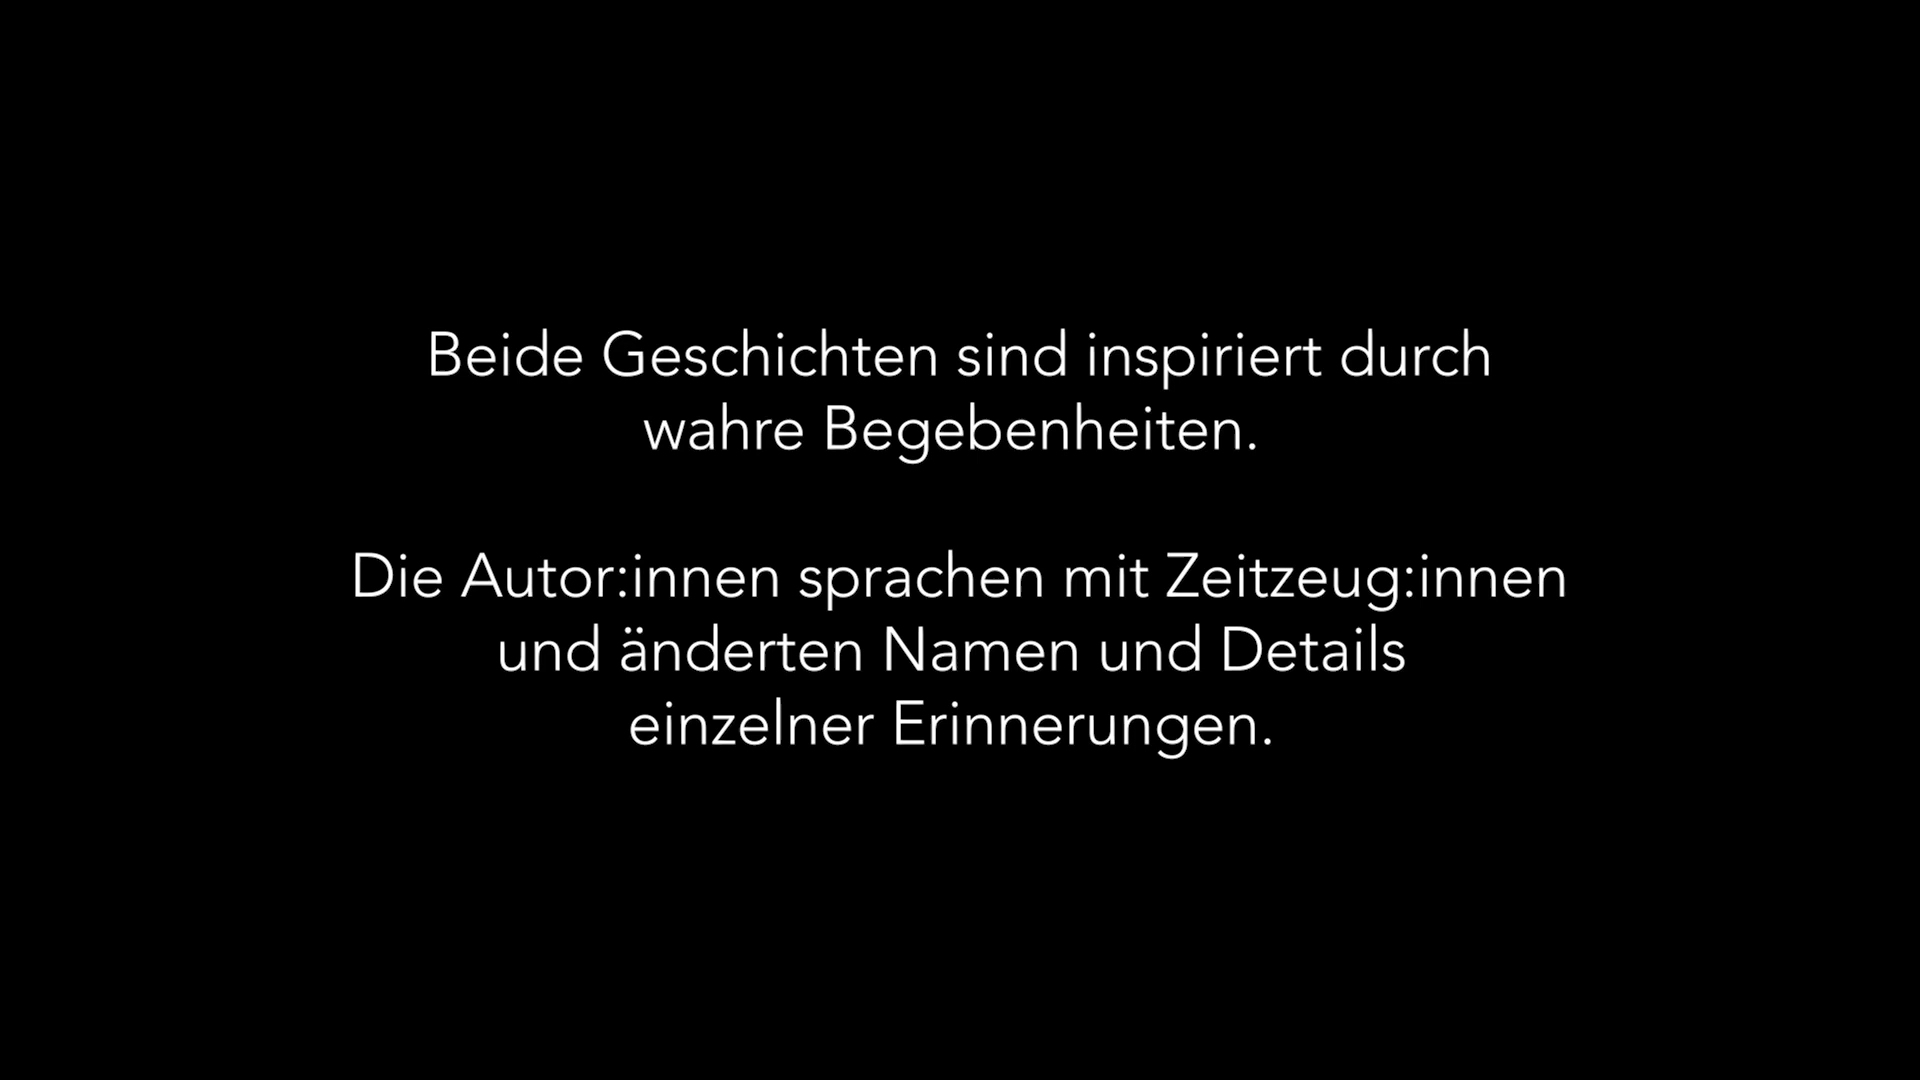 Beide Geschichten sind inspiriert durch
wahre Begebenheiten.
Die Autor:innen sprachen mit Zeitzeug:innen
und änderten Namen und Details
einzelner Erinnerungen.